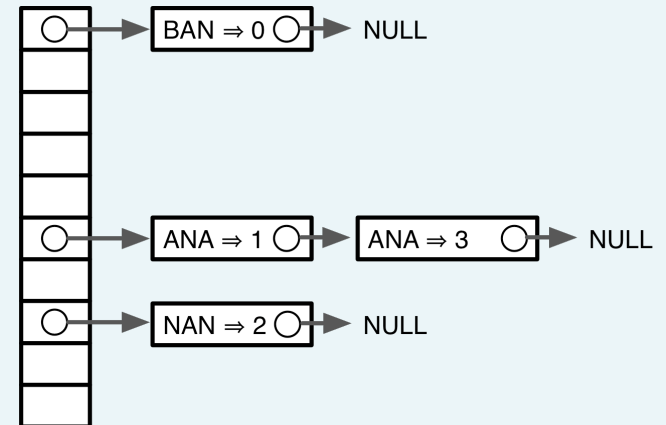 BAN ⇒ 0 NULL
ANA ⇒ 1 ANA ⇒ 3 NULL
NAN ⇒ 2 NULL